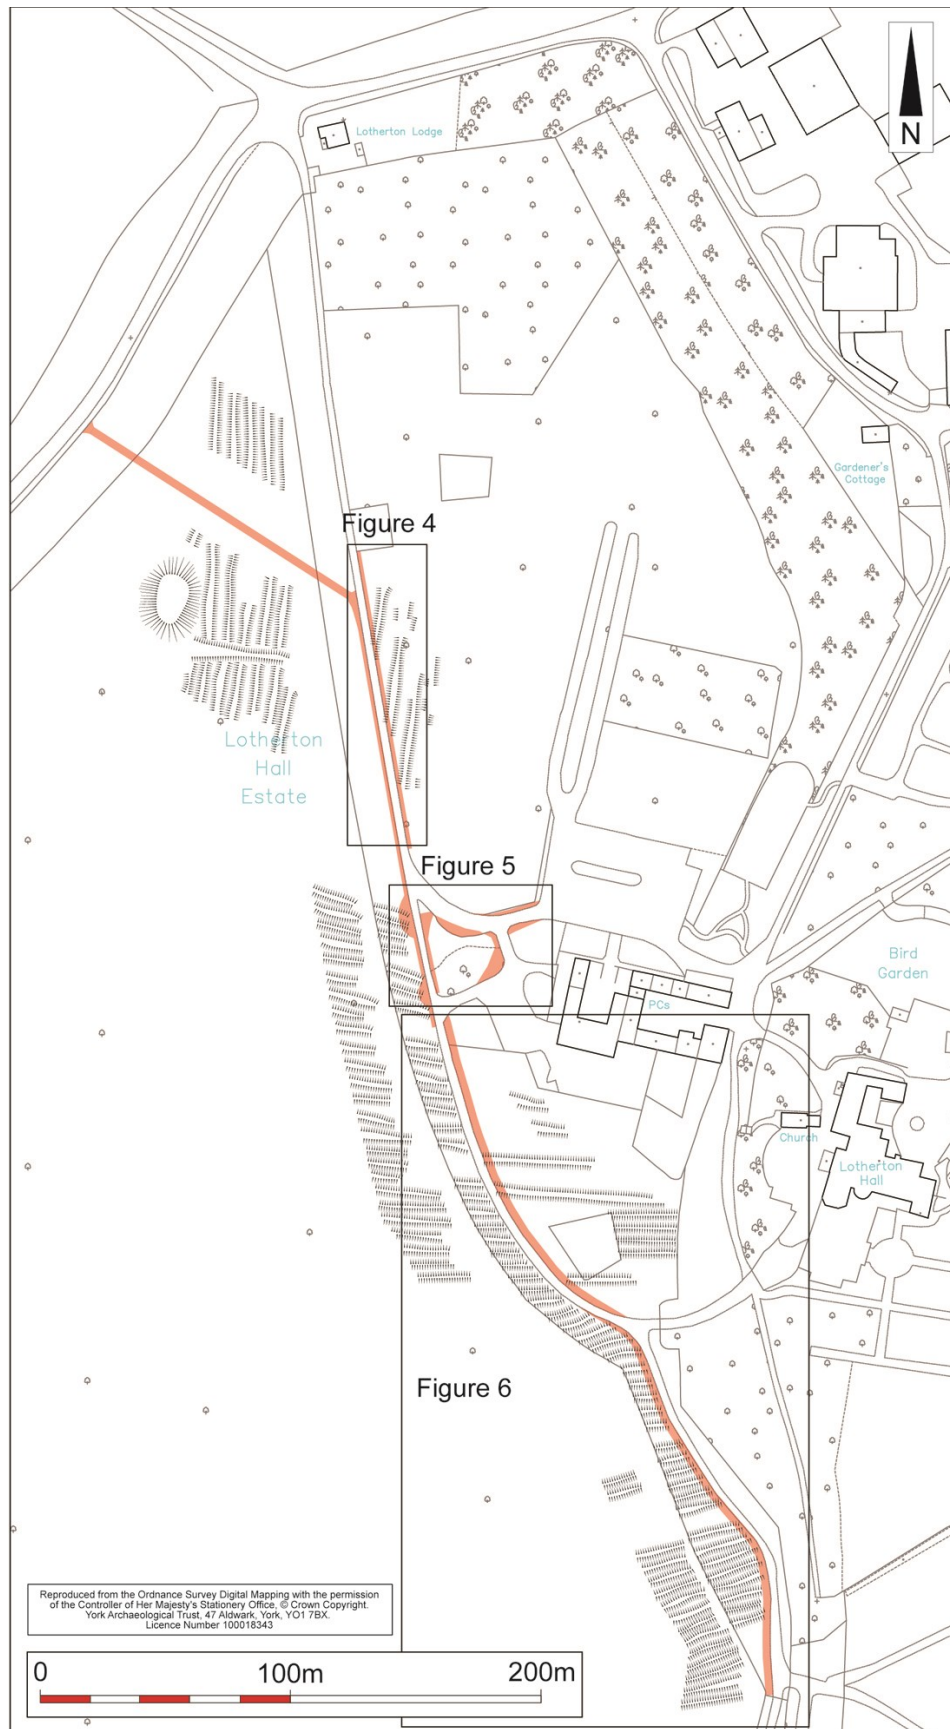 N
Lotherton Lodge
Gardener's
Cottage
Figure 4
Lotherton
Hall
Estate
Figure 5
Bird
Garden
PCs
Church
Lotherton
Hall
Figure 6
Reproduced from the Ordnance Survey Digital Mapping with the permission
of the Controller of Her Majesty's Stationery Office, © Crown Copyright.
York Archaeological Trust, 47 Aldwark, York, YO1 7BX.
Licence Number 100018343
0 100m 200m